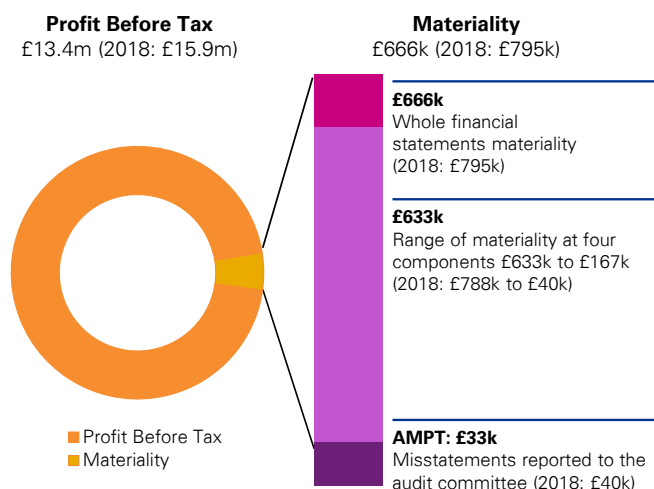 Profit Before Tax
£13.4m (2018: £15.9m)
Materiality
£666k (2018: £795k)
£666k
Whole financial
statements materiality
(2018: £795k)
£633k
Range of materiality at four
components £633k to £167k
(2018: £788k to £40k)
AMPT: £33k
Misstatements reported to the
audit committee (2018: £40k)
Profit Before Tax
Materiality